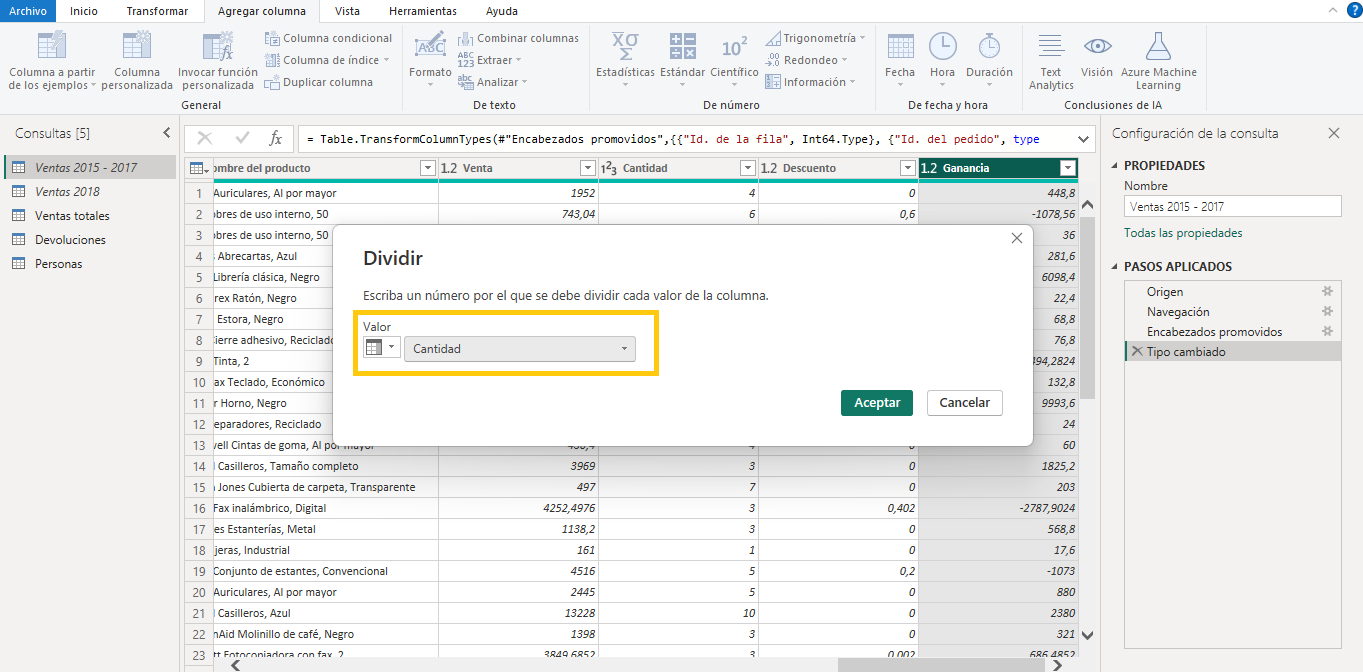 Archivo Inicio Transformar Agregar columna Vista Herramientas Ayuda
Columna a partir de los ejemplos
Columna personalizada
Invocar función personalizada
Columna condicional
Columna de índice
Duplicar columna
General
ABC
Formato
Combinar columnas
ABC 123 Extraer
abc Analizar
De texto
Estadísticas
Estándar
10² Científico
Trigonometría
.00 Redondeo
Información
De número
Fecha
Hora
Duración
De fecha y hora
Text Analytics
Visión
Azure Machine Learning
Conclusiones de IA
Consultas [5]
Ventas 2015 - 2017
Ventas 2018
Ventas totales
Devoluciones
Personas
fx = Table.TransformColumnTypes(#"Encabezados promovidos",{{"Id. de la fila", Int64.Type}, {"Id. del pedido", type
ombre del producto 1.2 Venta 1²3 Cantidad 1.2 Descuento 1.2 Ganancia
1 Auriculares, Al por mayor 1952 4 0 448,8
2 bres de uso interno, 50 743,04 6 0,6 -1078,56
3 bres de uso interno, 50 36
4 Abrecartas, Azul 281,6
5 Librería clásica, Negro 6098,4
6 rex Ratón, Negro 22,4
7 Estora, Negro 68,8
8 ierre adhesivo, Reciclado 76,8
9 Tinta, 2 494,2824
10 ax Teclado, Económico 132,8
11 r Horno, Negro 9993,6
12 eparadores, Reciclado 24
13 vell Cintas de goma, Al por mayor 60
14 Casilleros, Tamaño completo 3969 3 0 1825,2
15 Jones Cubierta de carpeta, Transparente 497 7 0 203
16 Fax inalámbrico, Digital 4252,4976 3 0,402 -2787,9024
17 es Estanterías, Metal 1138,2 3 0 568,8
18 jeras, Industrial 161 1 0 17,6
19 Conjunto de estantes, Convencional 4516 5 0,2 -1073
20 Auriculares, Al por mayor 2445 5 0 880
21 Casilleros, Azul 13228 10 0 2380
22 nAid Molinillo de café, Negro 1398 3 0 321
23 tt Fotocopiadora con fax, 2 3849,6852 3 0,002 686,4852
Dividir
Escriba un número por el que se debe dividir cada valor de la columna.
Valor
Cantidad
Aceptar Cancelar
Configuración de la consulta
PROPIEDADES
Nombre
Ventas 2015 - 2017
Todas las propiedades
PASOS APLICADOS
Origen
Navegación
Encabezados promovidos
Tipo cambiado